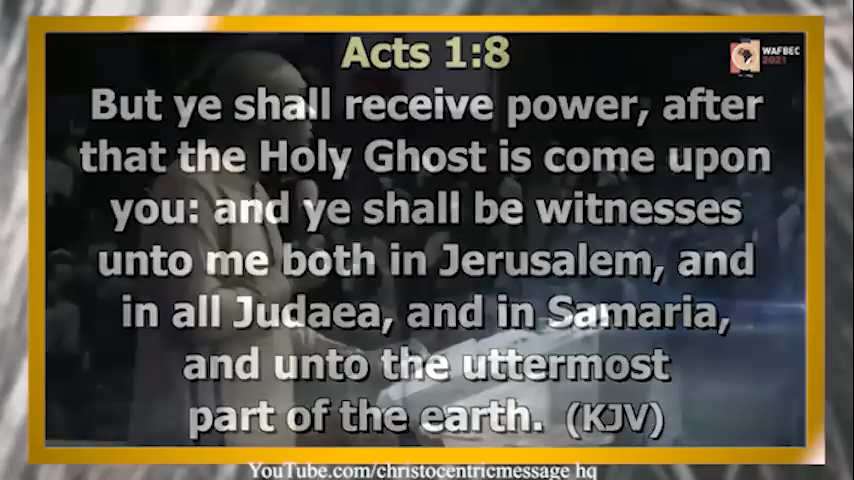 Acts 1:8
WAFBEC
2021
But ye shall receive power, after
that the Holy Ghost is come upon
you: and ye shall be witnesses
unto me both in Jerusalem, and
in all Judaea, and in Samaria,
and unto the uttermost
part of the earth. (KJV)
YouTube.com/christocentricmessage hq